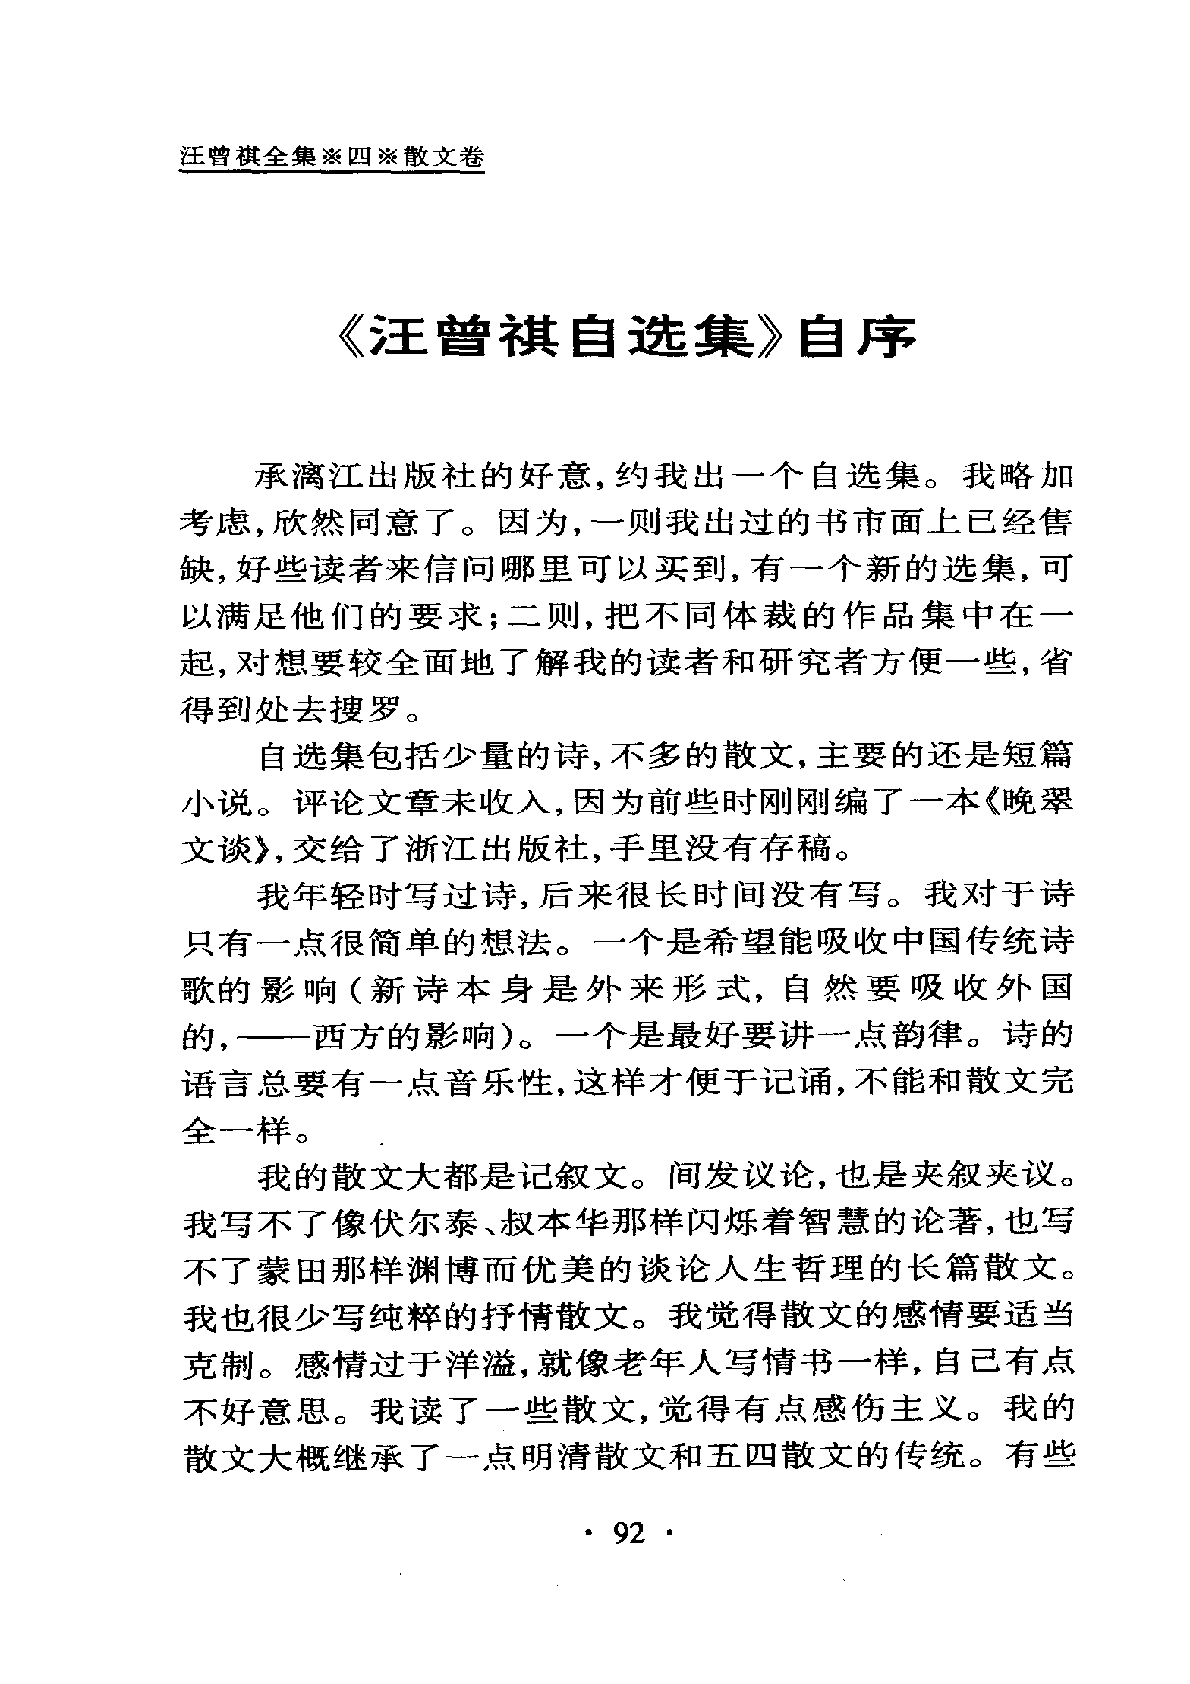 汪曾祺全集※四※散文卷
《汪曾祺自选集》自序
承漓江出版社的好意,约我出一个自选集。我略加
考虑,欣然同意了。因为,一则我出过的书市面上已经售
缺,好些读者来信问哪里可以买到,有一个新的选集,可
以满足他们的要求;二则,把不同体裁的作品集中在一
起,对想要较全面地了解我的读者和研究者方便一些,省
得到处去搜罗。
自选集包括少量的诗,不多的散文,主要的还是短篇
小说。评论文章未收入,因为前些时刚刚编了一本《晚翠
文谈》,交给了浙江出版社,手里没有存稿。
我年轻时写过诗,后来很长时间没有写。我对于诗
只有一点很简单的想法。一个是希望能吸收中国传统诗
歌的影响(新诗本身是外来形式,自然要吸收外国
的,——西方的影响)。一个是最好要讲一点韵律。诗的
语言总要有一点音乐性,这样才便于记诵,不能和散文完
全一样。
我的散文大都是记叙文。间发议论,也是夹叙夹议。
我写不了像伏尔泰、叔本华那样闪烁着智慧的论著,也写
不了蒙田那样渊博而优美的谈论人生哲理的长篇散文。
我也很少写纯粹的抒情散文。我觉得散文的感情要适当
克制。感情过于洋溢,就像老年人写情书一样,自己有点
不好意思。我读了一些散文,觉得有点感伤主义。我的
散文大概继承了一点明清散文和五四散文的传统。有些
· 92 ·